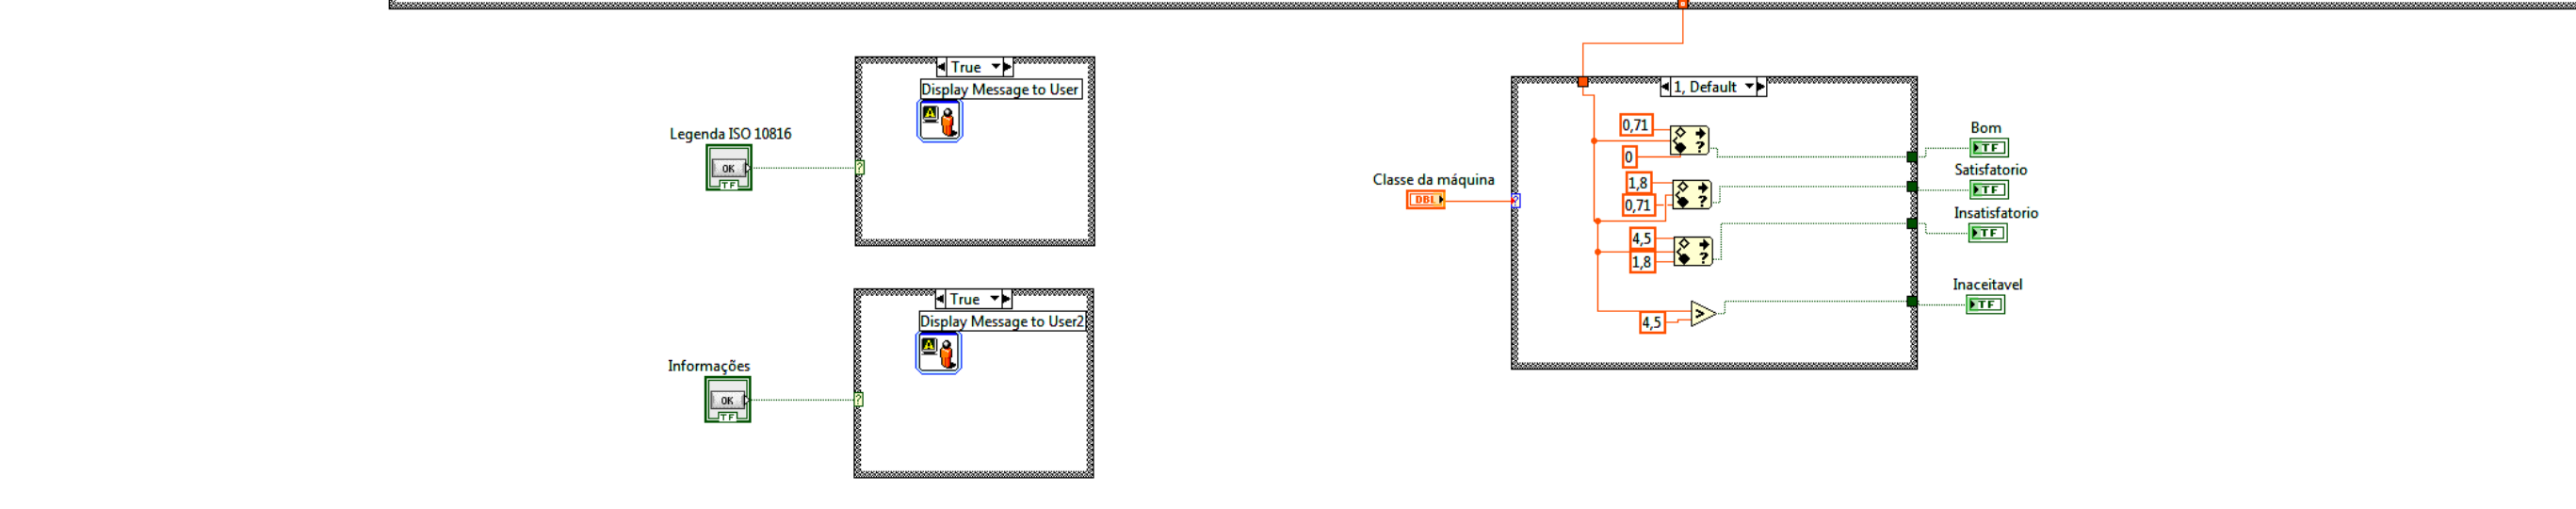 True
Display Message to User
Legenda ISO 10816
OK
TF
?
True
Display Message to User2
Informações
OK
TF
?
1, Default
Classe da máquina
DBL
?
0,71
0
?
1,8
0,71
?
4,5
1,8
?
4,5
>
Bom
TF
Satisfatorio
TF
Insatisfatorio
TF
Inaceitavel
TF